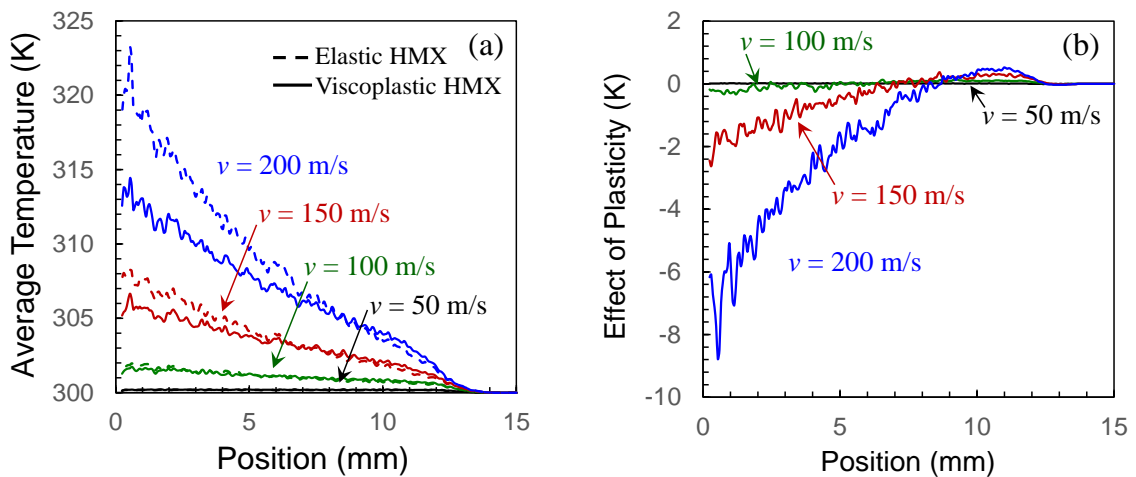 325
320
315
310
305
300
Average Temperature (K)
(a)
Elastic HMX
Viscoplastic HMX
v = 200 m/s
v = 150 m/s
v = 100 m/s
v = 50 m/s
0
5
10
15
Position (mm)
2
0
-2
-4
-6
-8
-10
Effect of Plasticity (K)
v = 100 m/s
(b)
v = 50 m/s
v = 150 m/s
v = 200 m/s
0
5
10
15
Position (mm)